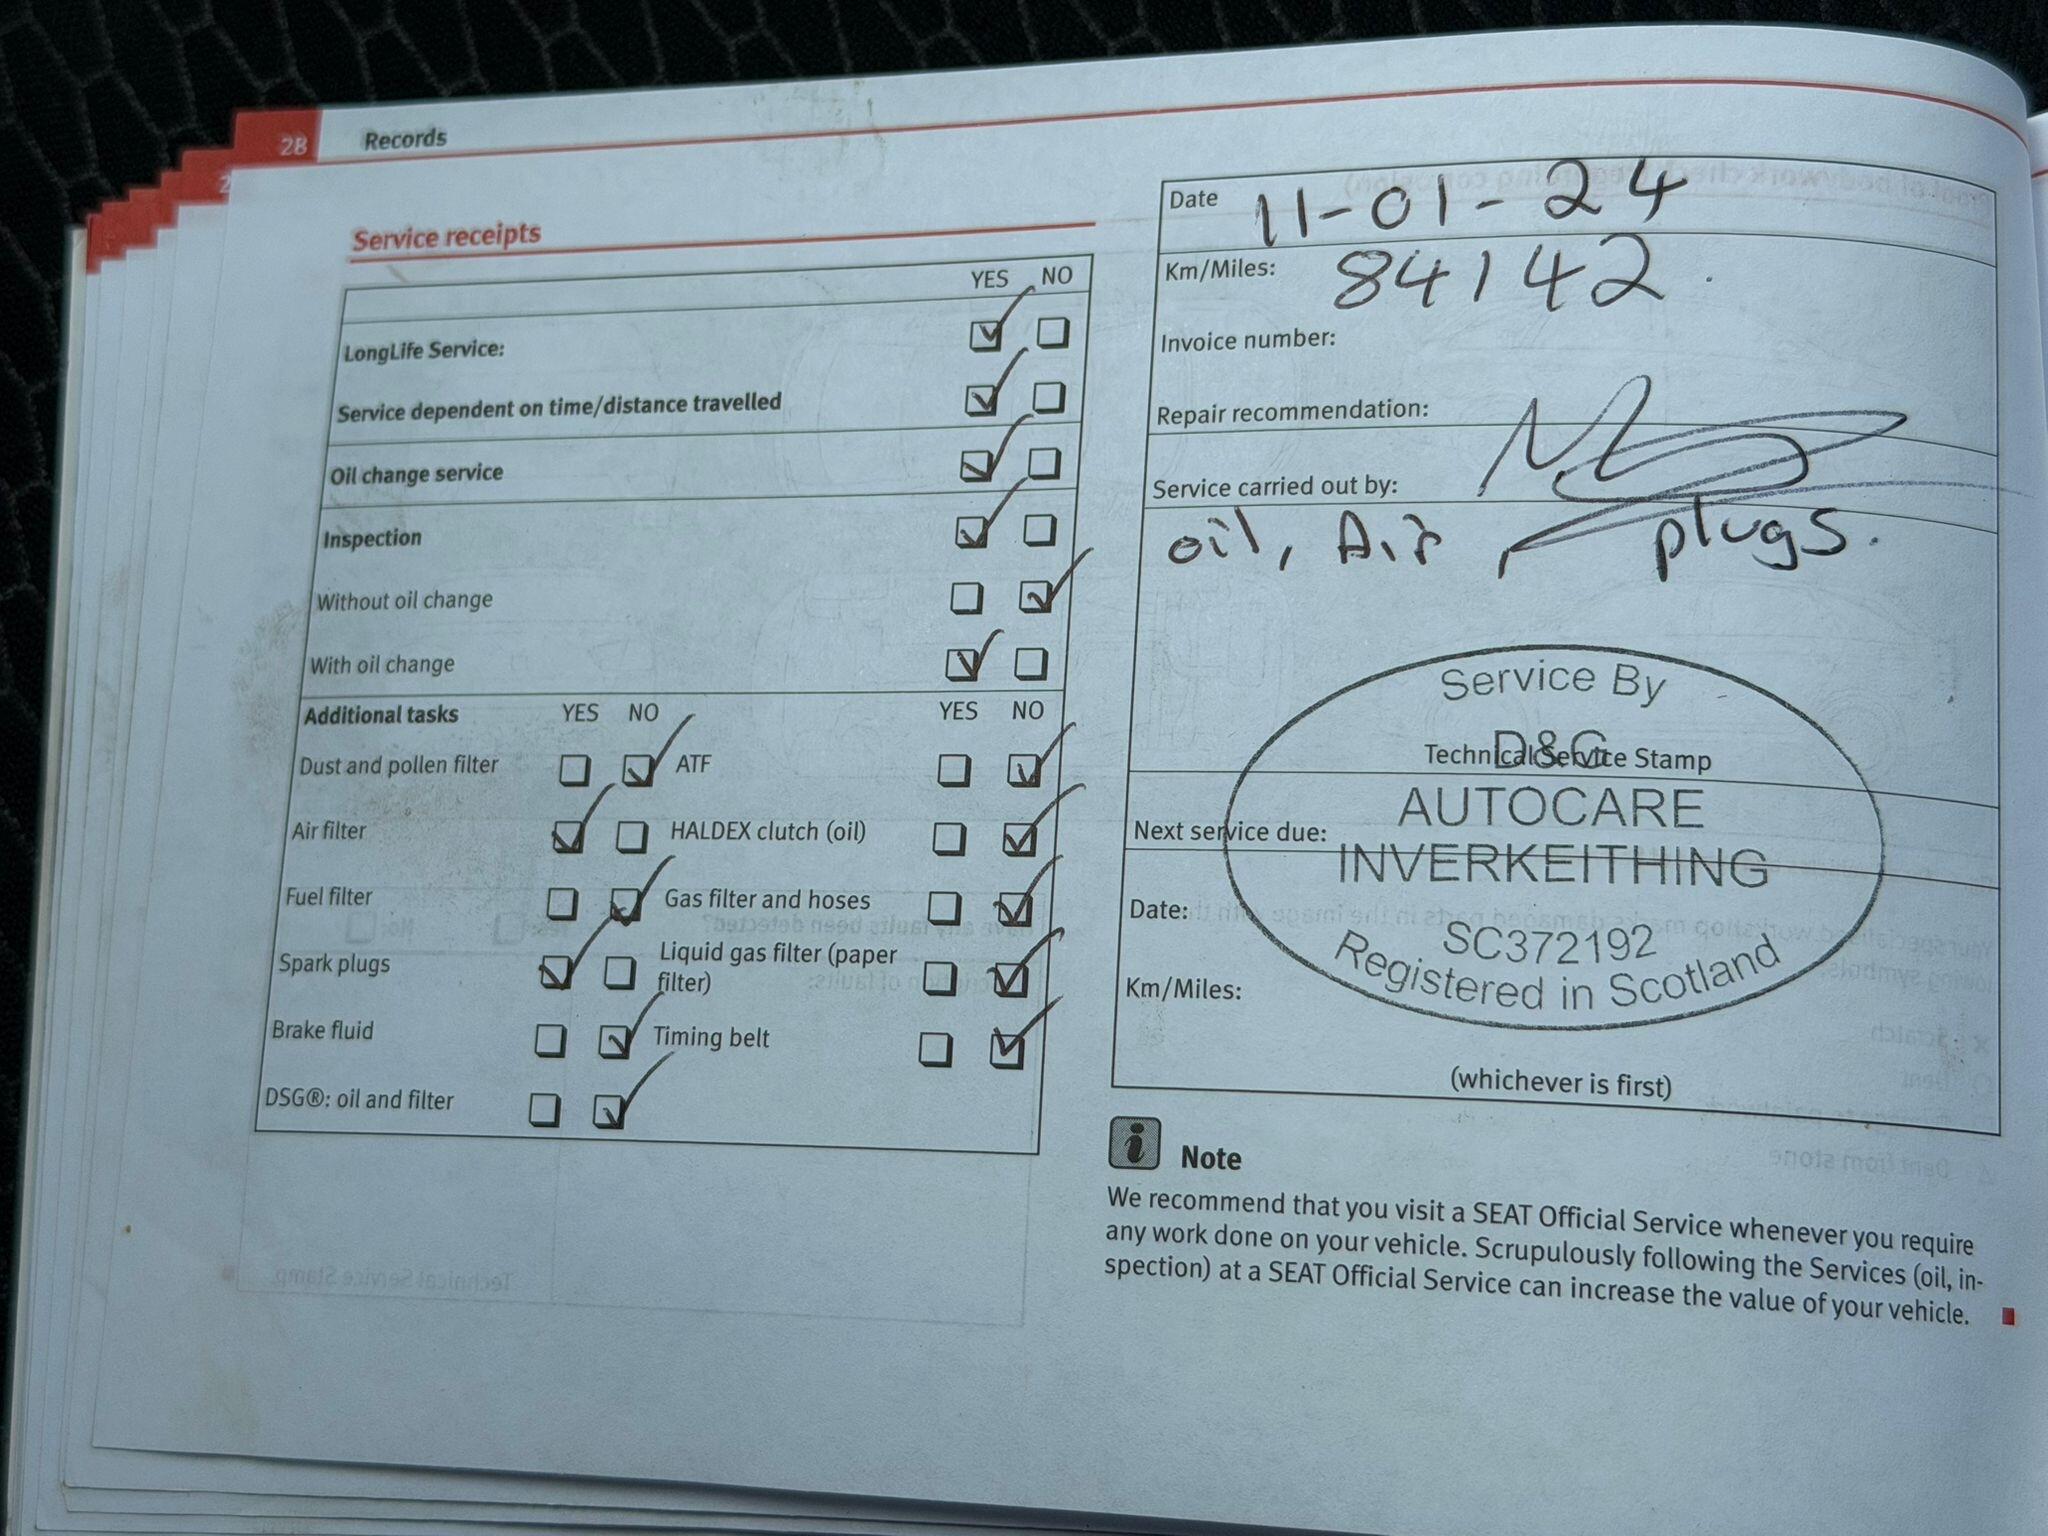 28 Records
Service receipts
YES NO
LongLife Service:
Service dependent on time/distance travelled
Oil change service
Inspection
Without oil change
With oil change
Additional tasks YES NO YES NO
Dust and pollen filter ATF
Air filter HALDEX clutch (oil)
Fuel filter Gas filter and hoses
Spark plugs Liquid gas filter (paper
filter)
Brake fluid Timing belt
DSG®: oil and filter
Date 11-01-24
Km/Miles: 84142.
Invoice number:
Repair recommendation:
Service carried out by:
oil, Air, plugs.
Service By
D&G
Technical Service Stamp
AUTOCARE
Next service due:
INVERKEITHING
Date:
SC372192
Registered in Scotland
Km/Miles:
(whichever is first)
i Note
We recommend that you visit a SEAT Official Service whenever you require
any work done on your vehicle. Scrupulously following the Services (oil, in-
spection) at a SEAT Official Service can increase the value of your vehicle.